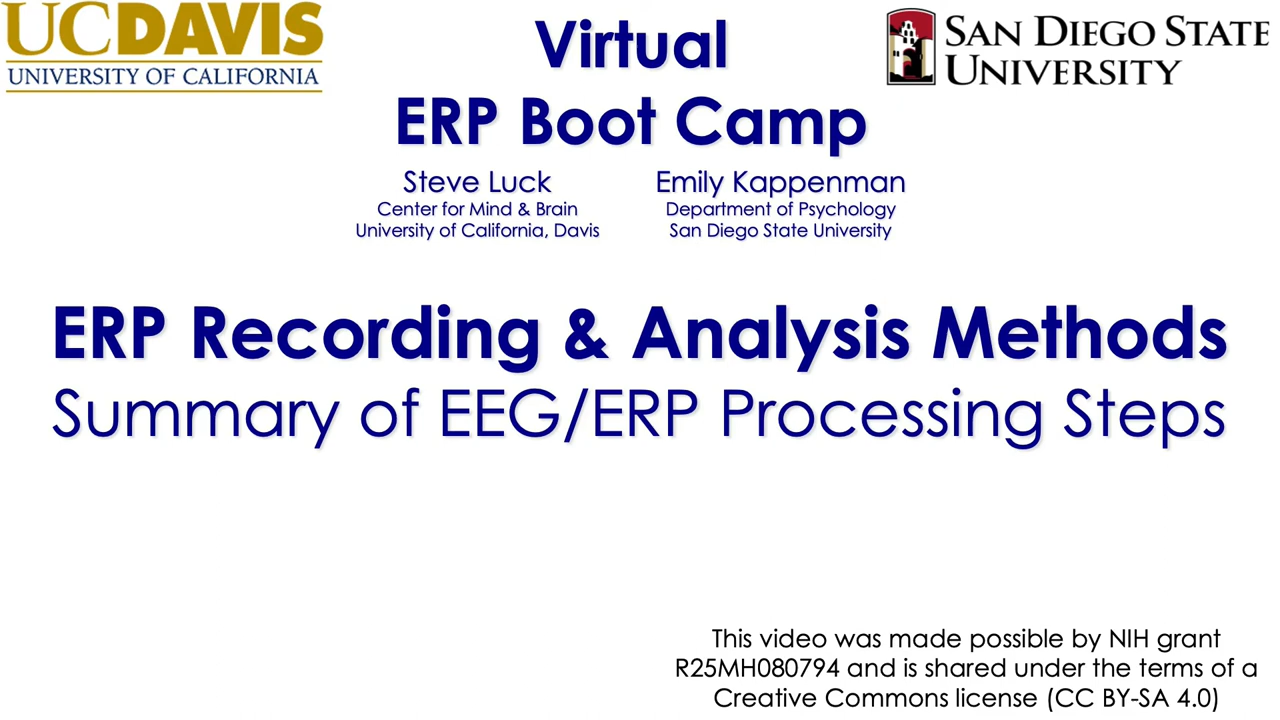 UCDAVIS
UNIVERSITY OF CALIFORNIA
Virtual
ERP Boot Camp
SAN DIEGO STATE
UNIVERSITY
Steve Luck
Center for Mind & Brain
University of California, Davis
Emily Kappenman
Department of Psychology
San Diego State University
ERP Recording & Analysis Methods
Summary of EEG/ERP Processing Steps
This video was made possible by NIH grant
R25MH080794 and is shared under the terms of a
Creative Commons license (CC BY-SA 4.0)